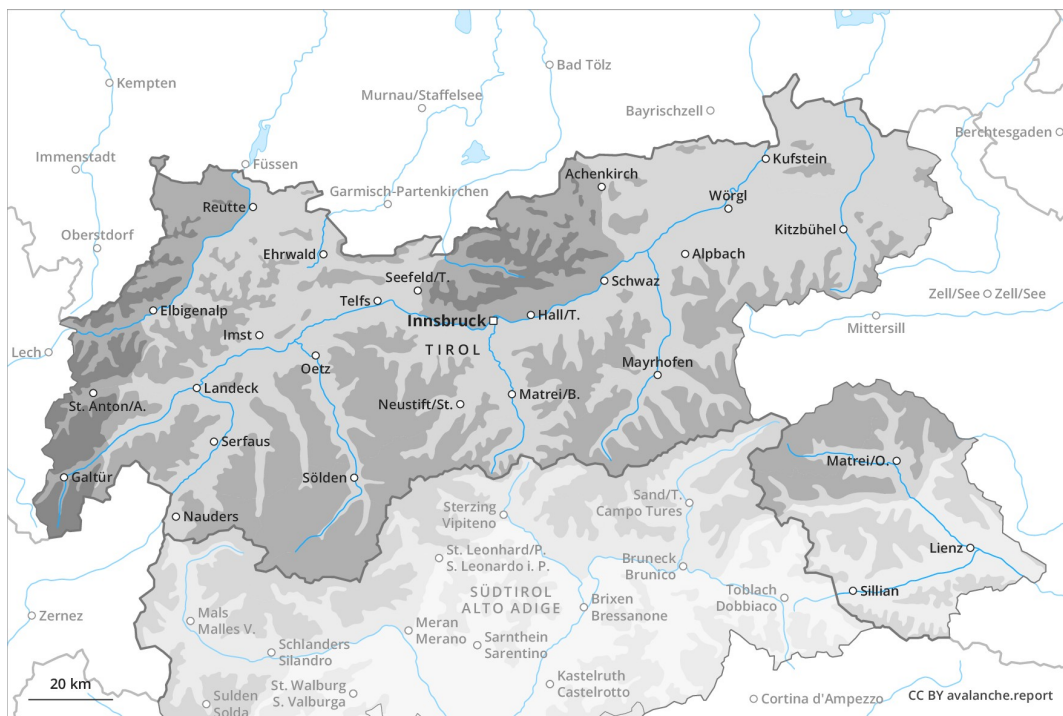 Kempten
Bad Tölz
Murnau/Staffelsee
Bayrischzell
Berchtesgaden
Immenstadt
Füssen
Kufstein
Garmisch-Partenkirchen
Achenkirch
Reutte
Wörgl
Oberstdorf
Kitzbühel
Ehrwald
Alpbach
Seefeld/T.
Schwaz
Telfs
Zell/See
Zell/See
Elbigenalp
Innsbruck
Hall/T.
Mittersill
Imst
TIROL
Lech
Oetz
Mayrhofen
Landeck
St. Anton/A.
Neustift/St.
Matrei/B.
Serfaus
Matrei/O.
Galtür
Sölden
Sand/T.
Campo Tures
Sterzing
Vipiteno
Nauders
Lienz
St. Leonhard/P.
S. Leonardo i. P.
Bruneck
Brunico
SÜDTIROL
ALTO ADIGE
Sillian
Toblach
Dobbiaco
Brixen
Bressanone
Zernez
Mals
Malles V.
Meran
Merano
Sarnthein
Sarentino
Schlanders
Silandro
Kastelruth
Castelrotto
20 km
St. Walburg
S. Valburga
Sulden
Solda
Cortina d'Ampezzo
CC BY avalanche.report